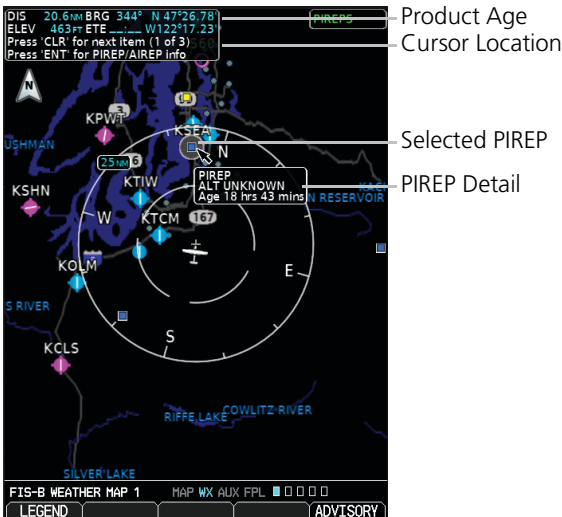 DIS 20.6NM BRG 344° N 47°26.78'
ELEV 463FT ETE __:__ W122°17.23'
Press 'CLR' for next item (1 of 3)
Press 'ENT' for PIREP/AIREP info
PIREPS
Product Age
Cursor Location
Selected PIREP
PIREP Detail
N
KPWT
3
KSEA
N
USHMAN
25NM
6
PIREP
ALT UNKNOWN
Age 18 hrs 43 mins
N RESERVOIR
KSHN
KTIW
W
KTCM
167
KOLM
E
S RIVER
S
KCLS
RIFFE LAKE
COWLITZ RIVER
SILVER LAKE
FIS-B WEATHER MAP 1
MAP WX AUX FPL
LEGEND
ADVISORY